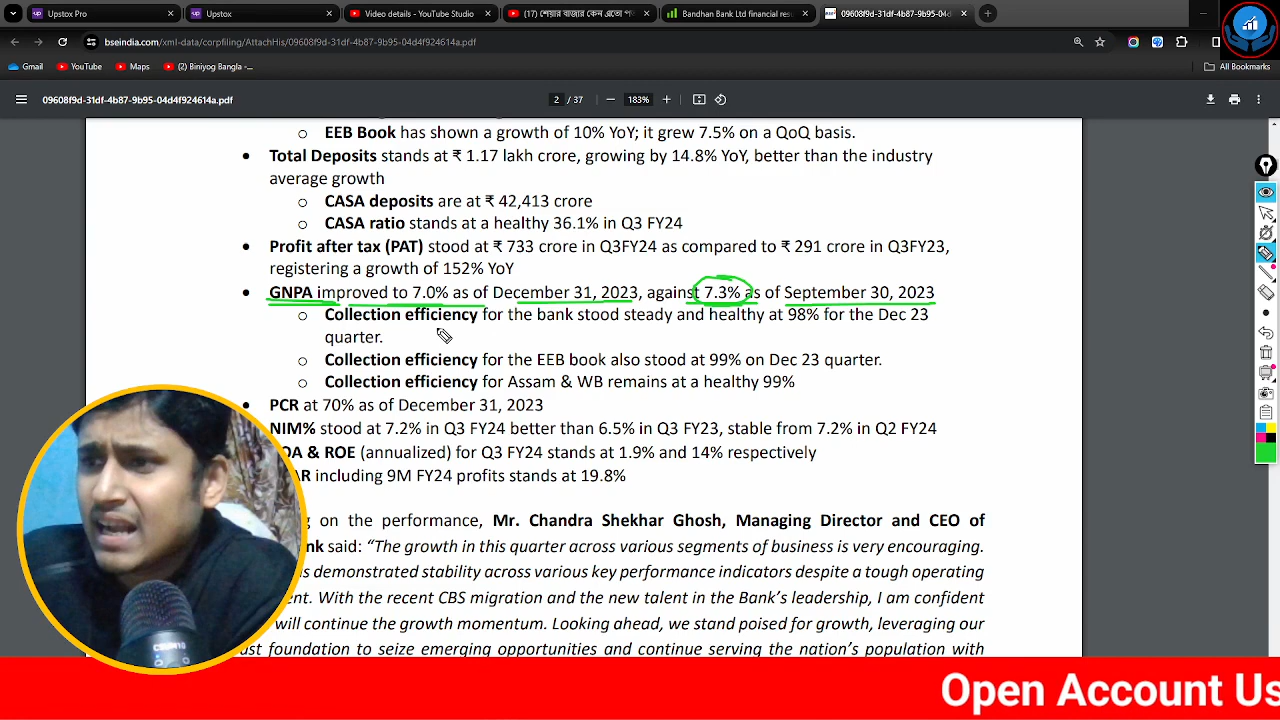 Upstox Pro
Upstox
Video details - YouTube Studio
(17) শেয়ার বাজার কেন এতো পড়
Bandhan Bank Ltd financial resu
09608f9d-31df-4b87-9b95-04d4
bseindia.com/xml-data/corpfiling/AttachHis/09608f9d-31df-4b87-9b95-04d4f924614a.pdf
Gmail
YouTube
Maps
(2) Biniyog Bangla -...
All Bookmarks
09608f9d-31df-4b87-9b95-04d4f924614a.pdf
2 / 37
183%
EEB Book has shown a growth of 10% YoY; it grew 7.5% on a QoQ basis.
Total Deposits stands at ₹ 1.17 lakh crore, growing by 14.8% YoY, better than the industry
average growth
CASA deposits are at ₹ 42,413 crore
CASA ratio stands at a healthy 36.1% in Q3 FY24
Profit after tax (PAT) stood at ₹ 733 crore in Q3FY24 as compared to ₹ 291 crore in Q3FY23,
registering a growth of 152% YoY
GNPA improved to 7.0% as of December 31, 2023, against 7.3% as of September 30, 2023
Collection efficiency for the bank stood steady and healthy at 98% for the Dec 23
quarter.
Collection efficiency for the EEB book also stood at 99% on Dec 23 quarter.
Collection efficiency for Assam & WB remains at a healthy 99%
PCR at 70% as of December 31, 2023
NIM% stood at 7.2% in Q3 FY24 better than 6.5% in Q3 FY23, stable from 7.2% in Q2 FY24
OA & ROE (annualized) for Q3 FY24 stands at 1.9% and 14% respectively
AR including 9M FY24 profits stands at 19.8%
on the performance, Mr. Chandra Shekhar Ghosh, Managing Director and CEO of
nk said: “The growth in this quarter across various segments of business is very encouraging.
s demonstrated stability across various key performance indicators despite a tough operating
ent. With the recent CBS migration and the new talent in the Bank’s leadership, I am confident
will continue the growth momentum. Looking ahead, we stand poised for growth, leveraging our
ust foundation to seize emerging opportunities and continue serving the nation’s population with
Open Account Us